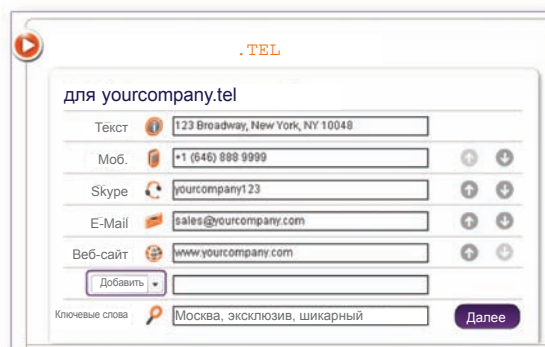 .TEL
для yourcompany.tel
Текст 123 Broadway, New York, NY 10048
Моб. +1 (646) 888 9999
Skype yourcompany123
E-Mail sales@yourcompany.com
Веб-сайт www.yourcompany.com
Добавить
Ключевые слова Москва, эксклюзив, шикарный Далее